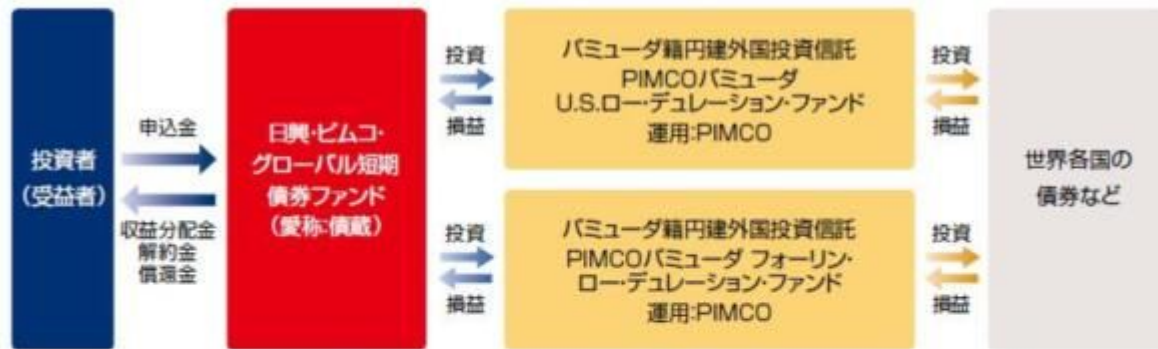 投資者
(受益者)
申込金
収益分配金
解約金
償還金
日興・ピムコ・
グローバル短期
債券ファンド
(愛称:債蔵)
投資
損益
バミューダ籍円建外国投資信託
PIMCOバミューダ
U.S.ロー・デュレーション・ファンド
運用:PIMCO
投資
損益
投資
損益
バミューダ籍円建外国投資信託
PIMCOバミューダ フォーリン・
ロー・デュレーション・ファンド
運用:PIMCO
投資
損益
世界各国の
債券など